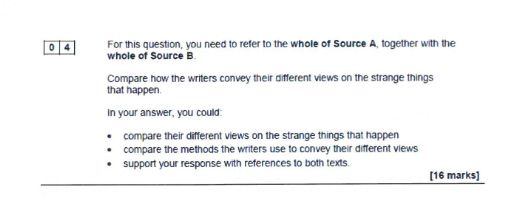 0 4
For this question, you need to refer to the whole of Source A, together with the
whole of Source B.
Compare how the writers convey their different views on the strange things
that happen.
In your answer, you could:
• compare their different views on the strange things that happen
• compare the methods the writers use to convey their different views
• support your response with references to both texts.
[16 marks]